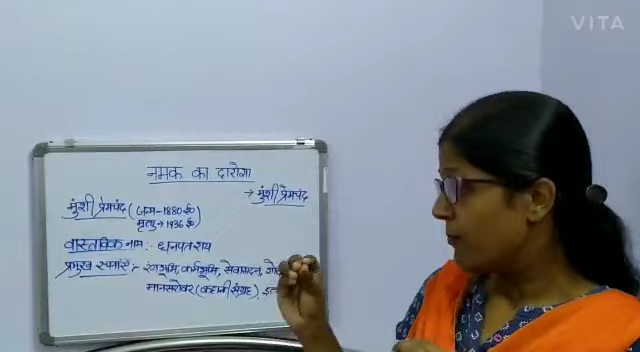 VITA
नमक का दारोगा
→ मुंशी प्रेमचंद
मुंशी प्रेमचंद (जन्म - 1880 ई०
मृत्यु → 1936 ई०)
वास्तविक नाम :- धनपतराय
प्रमुख रचनाएँ :- रंगभूमि, कर्मभूमि, सेवासदन,
मानसरोवर (कहानी संग्रह)